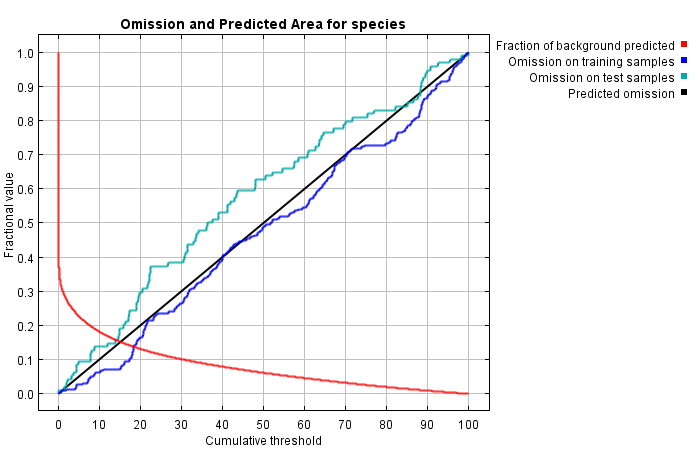 Omission and Predicted Area for species
Fraction of background predicted
Omission on training samples
Omission on test samples
Predicted omission
Fractional value
1.0
0.9
0.8
0.7
0.6
0.5
0.4
0.3
0.2
0.1
0.0
0 10 20 30 40 50 60 70 80 90 100
Cumulative threshold